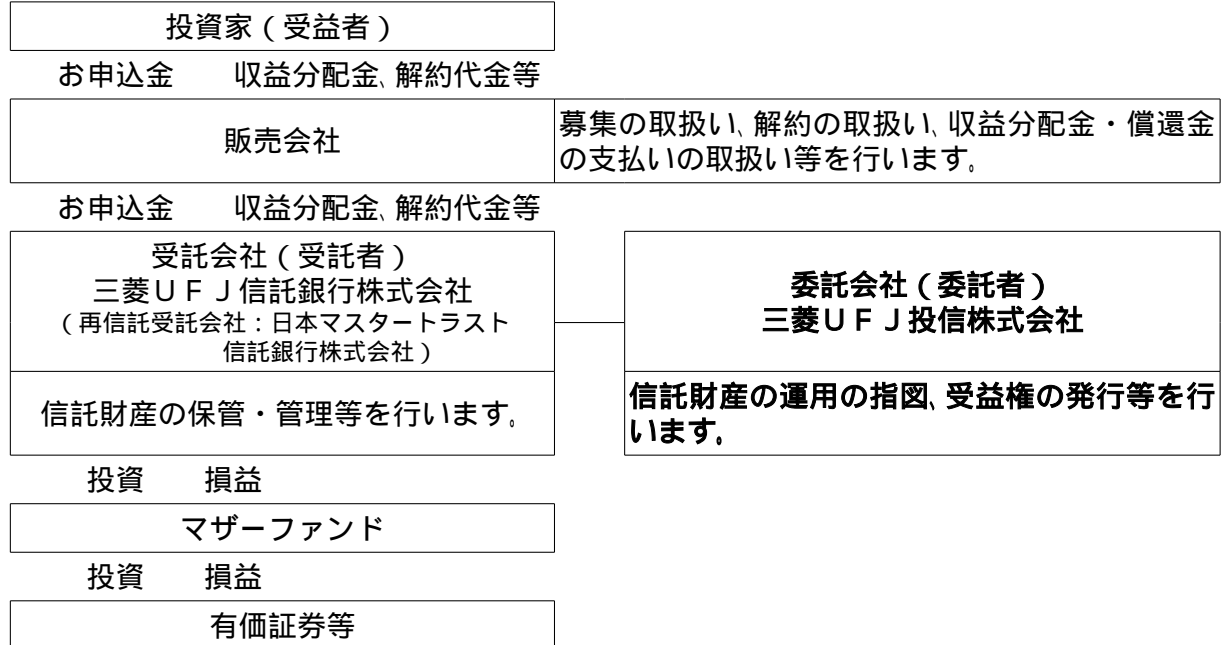 投資家（受益者）
お申込金　　収益分配金、解約代金等
販売会社
募集の取扱い、解約の取扱い、収益分配金・償還金
の支払いの取扱い等を行います。
お申込金　　収益分配金、解約代金等
受託会社（受託者）
三菱ＵＦＪ信託銀行株式会社
（再信託受託会社：日本マスタートラスト
信託銀行株式会社）
委託会社（委託者）
三菱ＵＦＪ投信株式会社
信託財産の保管・管理等を行います。
信託財産の運用の指図、受益権の発行等を行
います。
投資　　損益
マザーファンド
投資　　損益
有価証券等